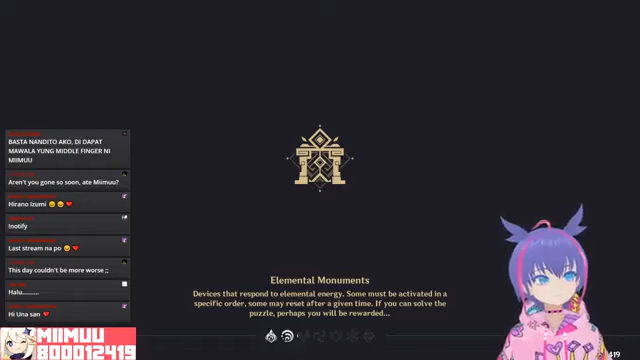 BASTA NANDITO AKO, DI DAPAT
MAWALA YUNG MIDDLE FINGER NI
MIIMUU
Aren't you gone so soon, ate Miimuu?
Hirano Izumi
!notify
Last stream na po
This day couldn't be more worse ;;
Halu..........
Hi Una san
MIIMUU
800012419
Elemental Monuments
Devices that respond to elemental energy. Some must be activated in a
specific order, some may reset after a given time. If you can solve the
puzzle, perhaps you will be rewarded...
419